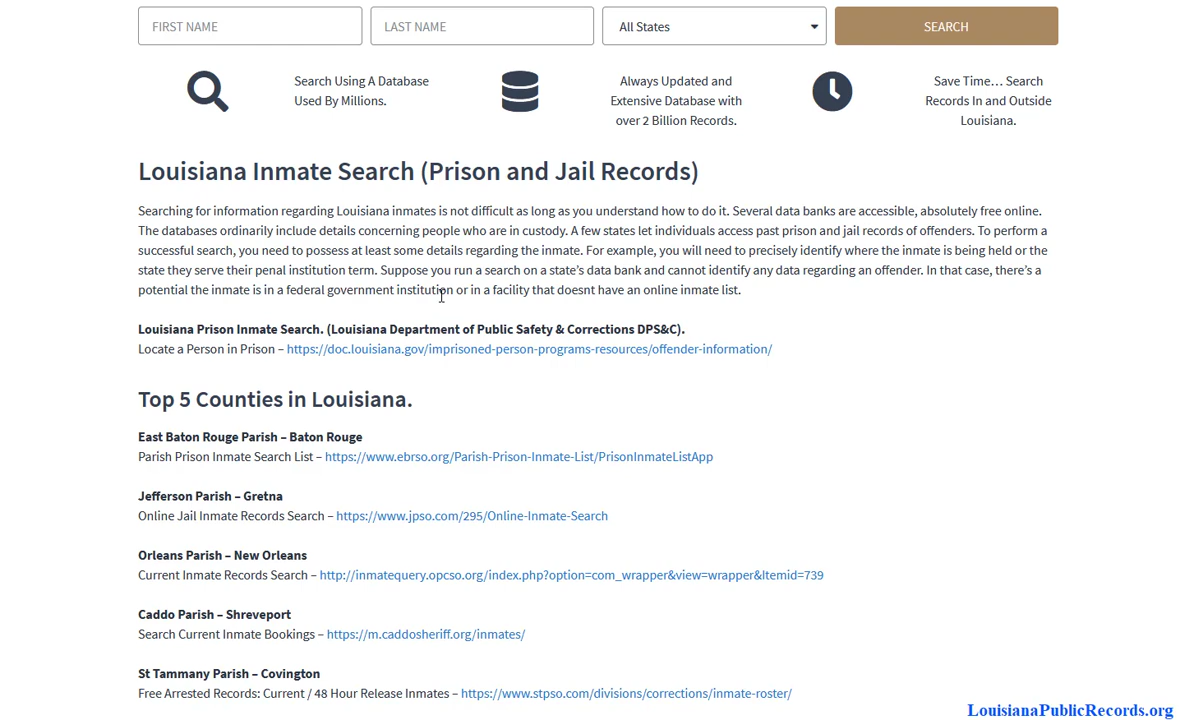 FIRST NAME
LAST NAME
All States
SEARCH
Search Using A Database
Used By Millions.
Always Updated and
Extensive Database with
over 2 Billion Records.
Save Time… Search
Records In and Outside
Louisiana.
Louisiana Inmate Search (Prison and Jail Records)
Searching for information regarding Louisiana inmates is not difficult as long as you understand how to do it. Several data banks are accessible, absolutely free online.
The databases ordinarily include details concerning people who are in custody. A few states let individuals access past prison and jail records of offenders. To perform a
successful search, you need to possess at least some details regarding the inmate. For example, you will need to precisely identify where the inmate is being held or the
state they serve their penal institution term. Suppose you run a search on a state’s data bank and cannot identify any data regarding an offender. In that case, there’s a
potential the inmate is in a federal government institution or in a facility that doesnt have an online inmate list.
Louisiana Prison Inmate Search. (Louisiana Department of Public Safety & Corrections DPS&C).
Locate a Person in Prison – https://doc.louisiana.gov/imprisoned-person-programs-resources/offender-information/
Top 5 Counties in Louisiana.
East Baton Rouge Parish – Baton Rouge
Parish Prison Inmate Search List – https://www.ebrso.org/Parish-Prison-Inmate-List/PrisonInmateListApp
Jefferson Parish – Gretna
Online Jail Inmate Records Search – https://www.jpso.com/295/Online-Inmate-Search
Orleans Parish – New Orleans
Current Inmate Records Search – http://inmatequery.opcso.org/index.php?option=com_wrapper&view=wrapper&Itemid=739
Caddo Parish – Shreveport
Search Current Inmate Bookings – https://m.caddosheriff.org/inmates/
St Tammany Parish – Covington
Free Arrested Records: Current / 48 Hour Release Inmates – https://www.stpso.com/divisions/corrections/inmate-roster/
LouisianaPublicRecords.org